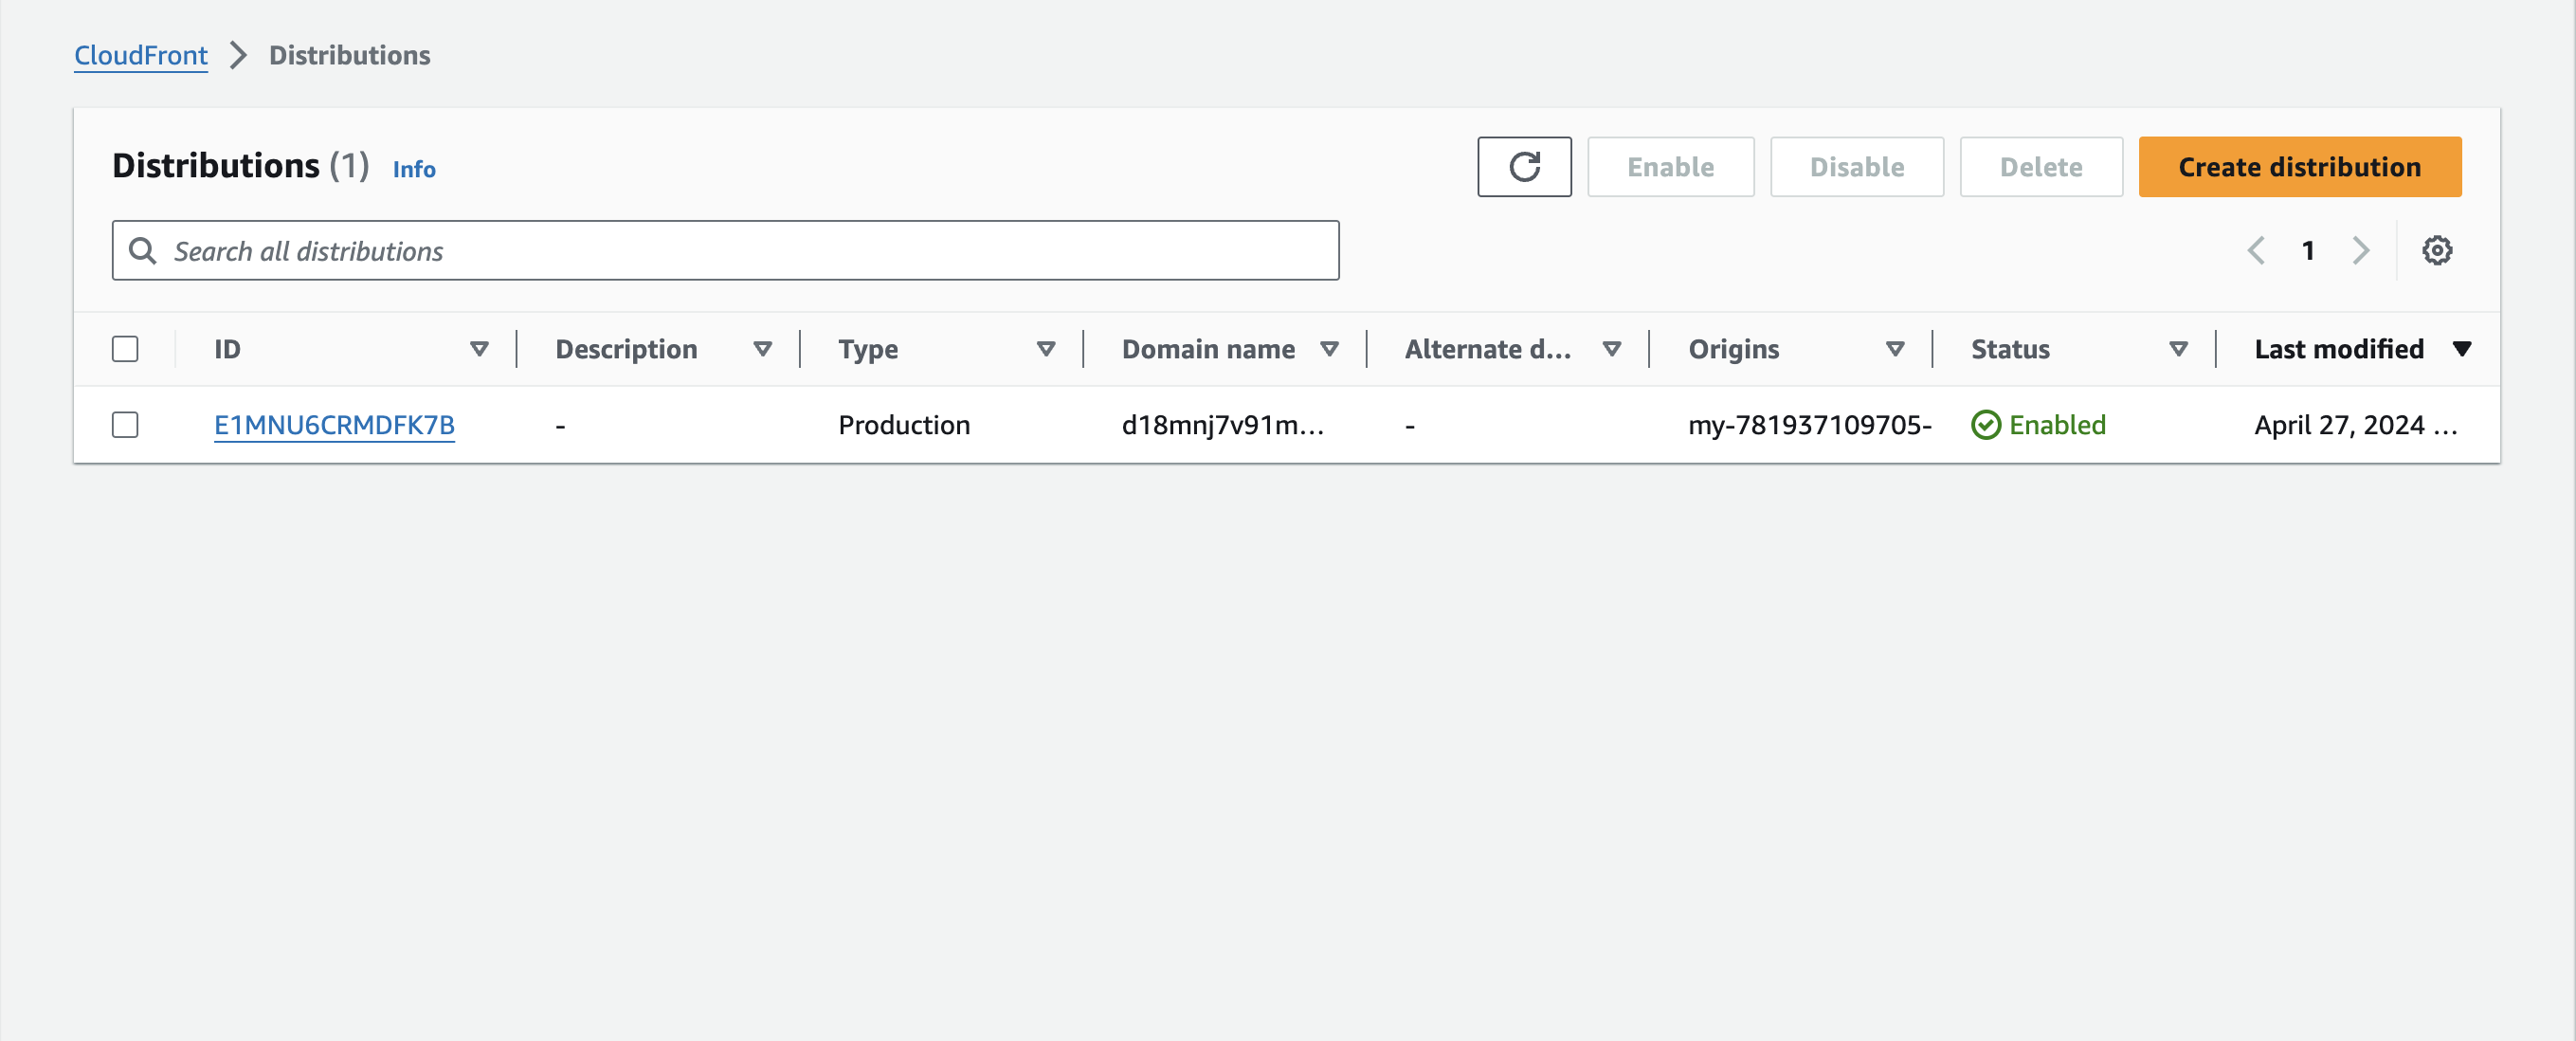 CloudFront > Distributions
Distributions (1) Info
Enable Disable Delete Create distribution
Search all distributions
1
ID Description Type Domain name Alternate d... Origins Status Last modified
E1MNU6CRMDFK7B - Production d18mnj7v91m... - my-781937109705- Enabled April 27, 2024 ...